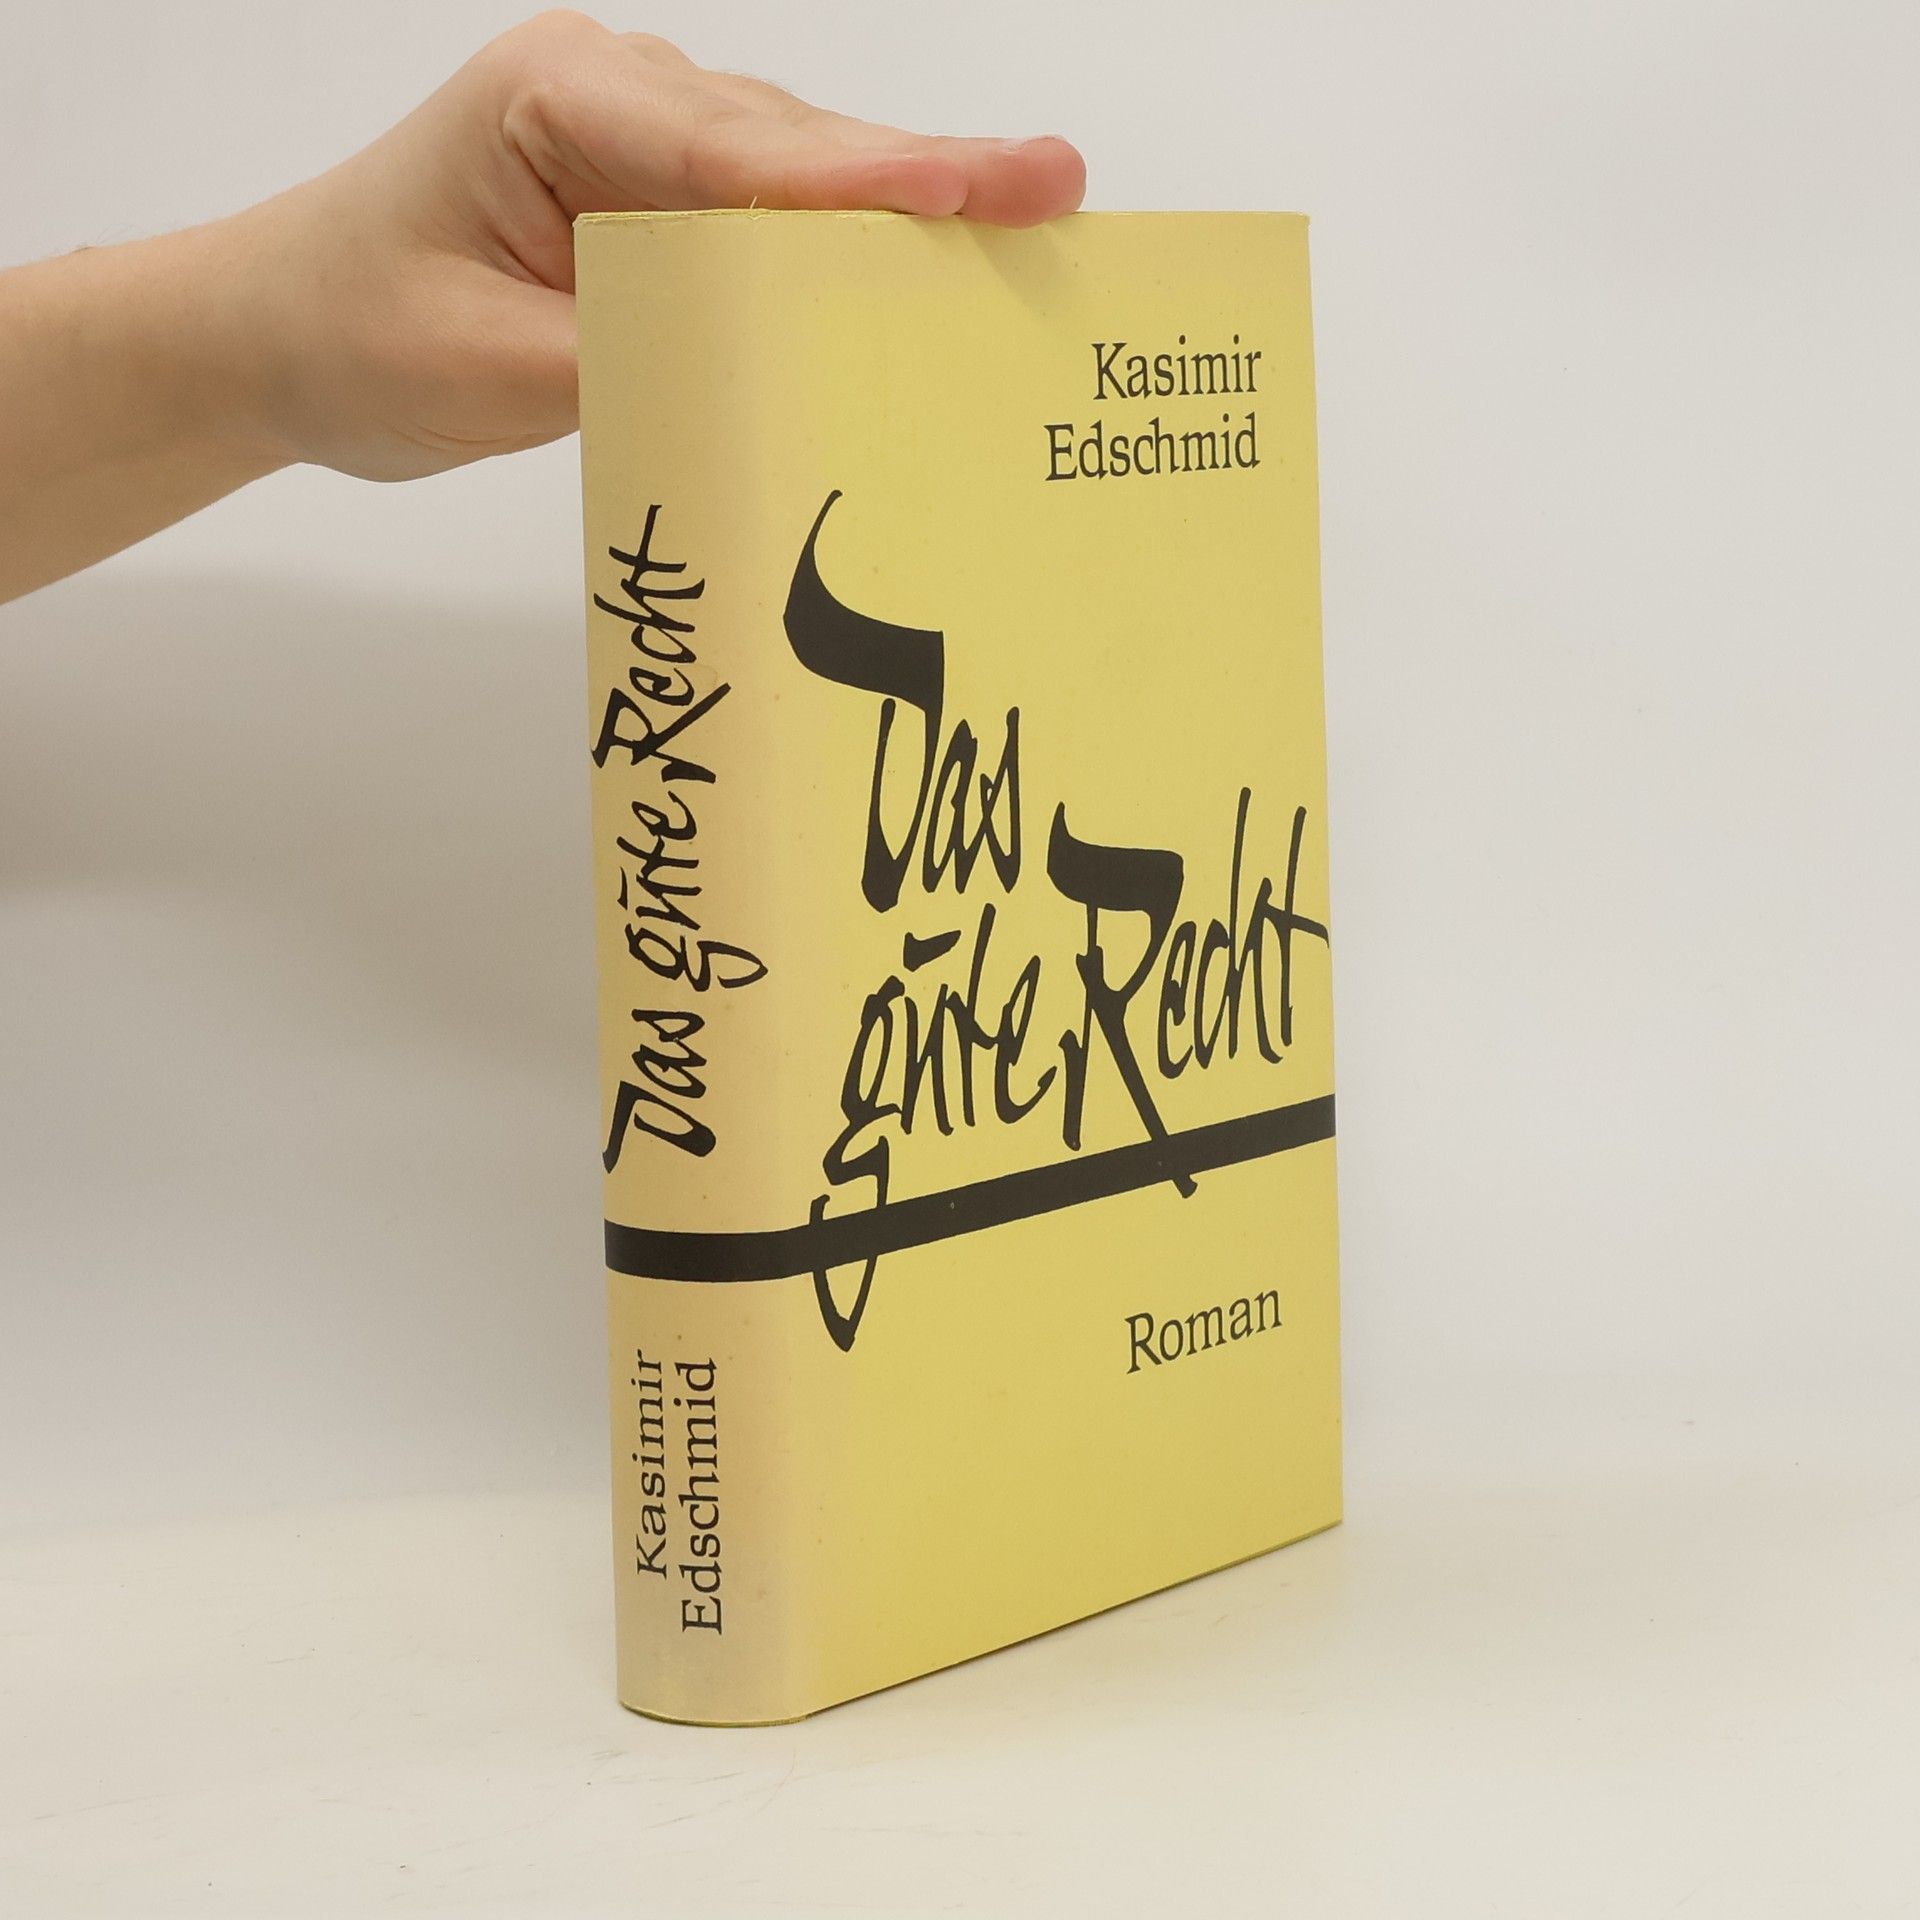 Kasimir
Edschmid
Das
gute Recht
Roman
Das gute Recht
Kasimir
Edschmid